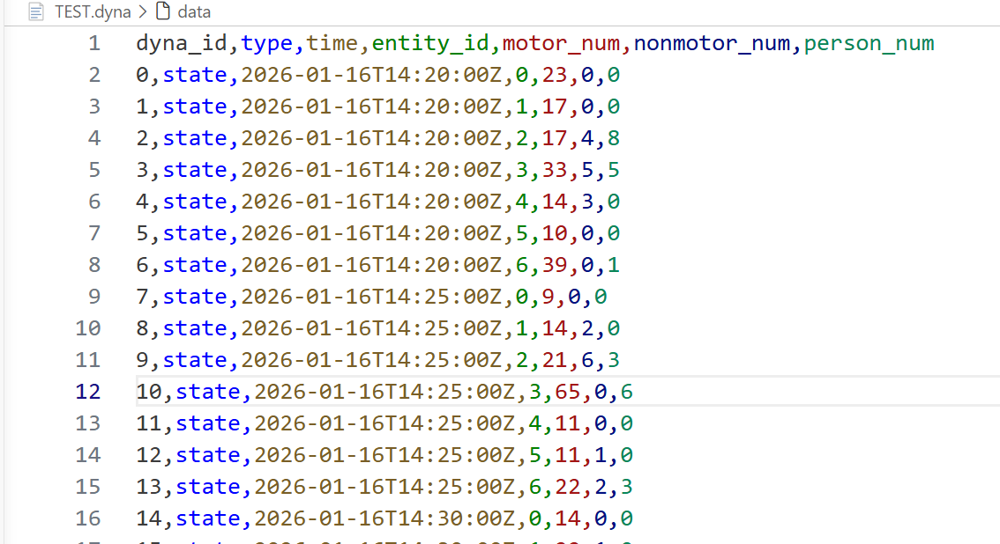 TEST.dyna > data
1 dyna_id,type,time,entity_id,motor_num,nonmotor_num,person_num
2 0,state,2026-01-16T14:20:00Z,0,23,0,0
3 1,state,2026-01-16T14:20:00Z,1,17,0,0
4 2,state,2026-01-16T14:20:00Z,2,17,4,8
5 3,state,2026-01-16T14:20:00Z,3,33,5,5
6 4,state,2026-01-16T14:20:00Z,4,14,3,0
7 5,state,2026-01-16T14:20:00Z,5,10,0,0
8 6,state,2026-01-16T14:20:00Z,6,39,0,1
9 7,state,2026-01-16T14:25:00Z,0,9,0,0
10 8,state,2026-01-16T14:25:00Z,1,14,2,0
11 9,state,2026-01-16T14:25:00Z,2,21,6,3
12 10,state,2026-01-16T14:25:00Z,3,65,0,6
13 11,state,2026-01-16T14:25:00Z,4,11,0,0
14 12,state,2026-01-16T14:25:00Z,5,11,1,0
15 13,state,2026-01-16T14:25:00Z,6,22,2,3
16 14,state,2026-01-16T14:30:00Z,0,14,0,0